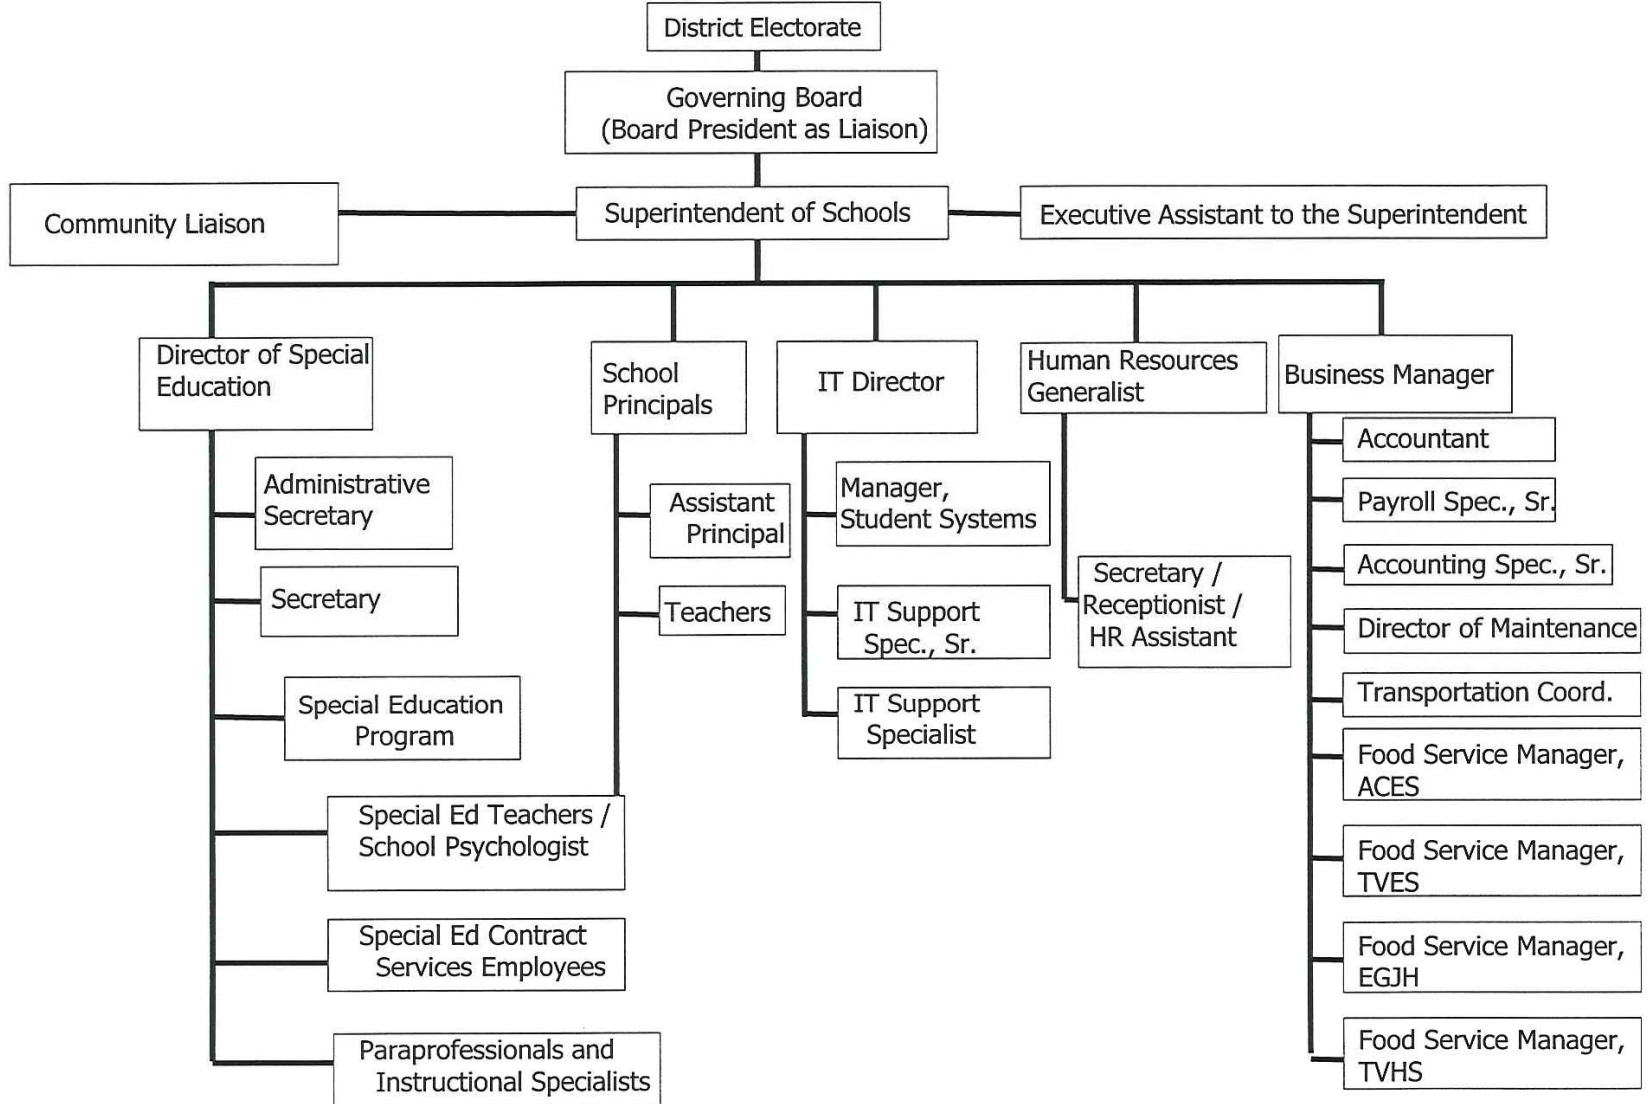 District Electorate
Governing Board
(Board President as Liaison)
Community Liaison
Superintendent of Schools
Executive Assistant to the Superintendent
Director of Special
Education
School
Principals
IT Director
Human Resources
Generalist
Business Manager
Administrative
Secretary
Secretary
Special Education
Program
Special Ed Teachers /
School Psychologist
Special Ed Contract
Services Employees
Paraprofessionals and
Instructional Specialists
Assistant
Principal
Teachers
Manager,
Student Systems
IT Support
Spec., Sr.
IT Support
Specialist
Secretary /
Receptionist /
HR Assistant
Accountant
Payroll Spec., Sr.
Accounting Spec., Sr.
Director of Maintenance
Transportation Coord.
Food Service Manager,
ACES
Food Service Manager,
TVES
Food Service Manager,
EGJH
Food Service Manager,
TVHS